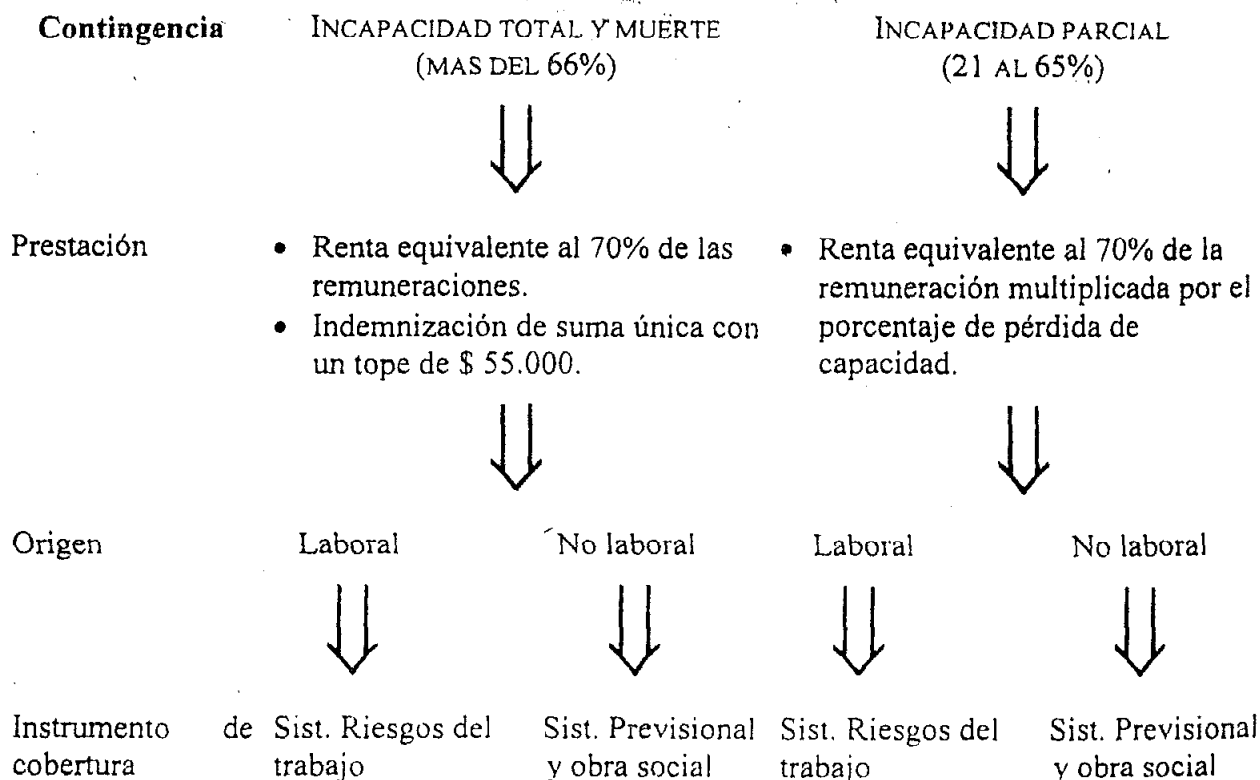 Contingencia INCAPACIDAD TOTAL Y MUERTE INCAPACIDAD PARCIAL
(MAS DEL 66%) (21 AL 65%)
Prestación • Renta equivalente al 70% de las • Renta equivalente al 70% de la
remuneraciones. remuneración multiplicada por el
• Indemnización de suma única con porcentaje de pérdida de
un tope de $ 55.000. capacidad.
Origen Laboral No laboral Laboral No laboral
Instrumento de Sist. Riesgos del Sist. Previsional Sist. Riesgos del Sist. Previsional
cobertura trabajo y obra social trabajo y obra social